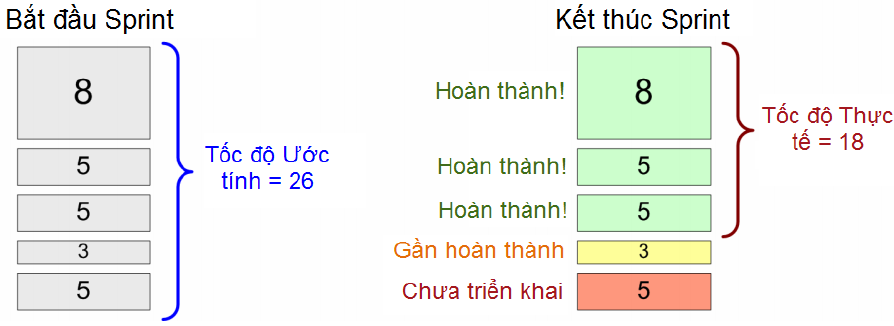 Bắt đầu Sprint
8
5
5
3
5
Tốc độ Ước
tính = 26
Kết thúc Sprint
Hoàn thành!
8
Hoàn thành!
5
Hoàn thành!
5
Gần hoàn thành
3
Chưa triển khai
5
Tốc độ Thực
tế = 18